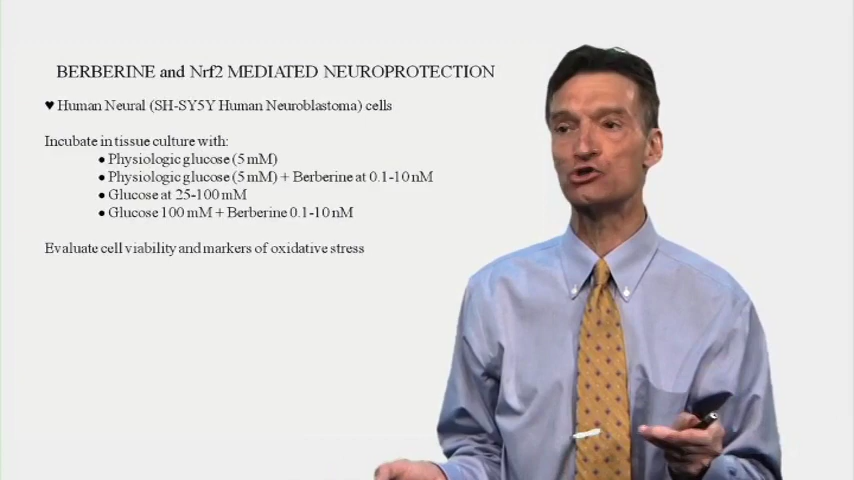 BERBERINE and Nrf2 MEDIATED NEUROPROTECTION
♥ Human Neural (SH-SY5Y Human Neuroblastoma) cells
Incubate in tissue culture with:
• Physiologic glucose (5 mM)
• Physiologic glucose (5 mM) + Berberine at 0.1-10 nM
• Glucose at 25-100 mM
• Glucose 100 mM + Berberine 0.1-10 nM
Evaluate cell viability and markers of oxidative stress